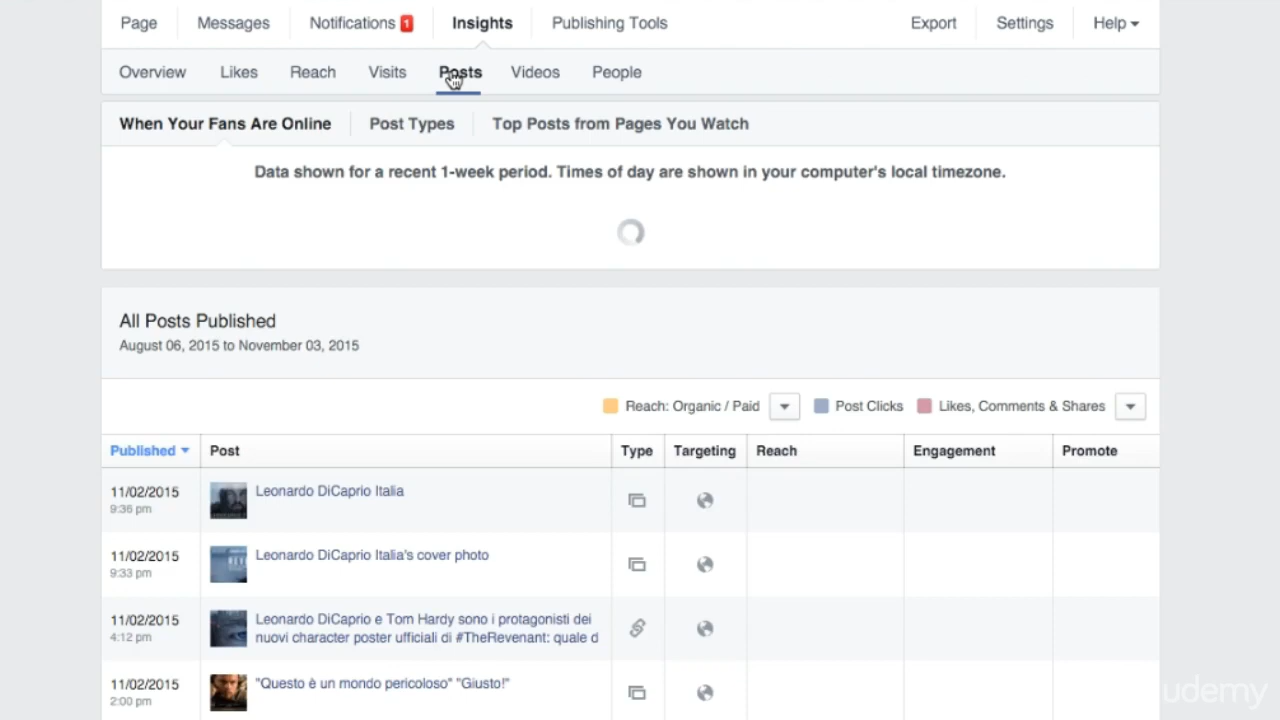 Page Messages Notifications 1 Insights Publishing Tools Export Settings Help
Overview Likes Reach Visits Posts Videos People
When Your Fans Are Online Post Types Top Posts from Pages You Watch
Data shown for a recent 1-week period. Times of day are shown in your computer's local timezone.
All Posts Published
August 06, 2015 to November 03, 2015
Reach: Organic / Paid Post Clicks Likes, Comments & Shares
Published Post Type Targeting Reach Engagement Promote
11/02/2015 Leonardo DiCaprio Italia
9:36 pm
11/02/2015 Leonardo DiCaprio Italia's cover photo
9:33 pm
11/02/2015 Leonardo DiCaprio e Tom Hardy sono i protagonisti dei
4:12 pm nuovi character poster ufficiali di #TheRevenant: quale d
11/02/2015 "Questo è un mondo pericoloso" "Giusto!"
2:00 pm
udemy